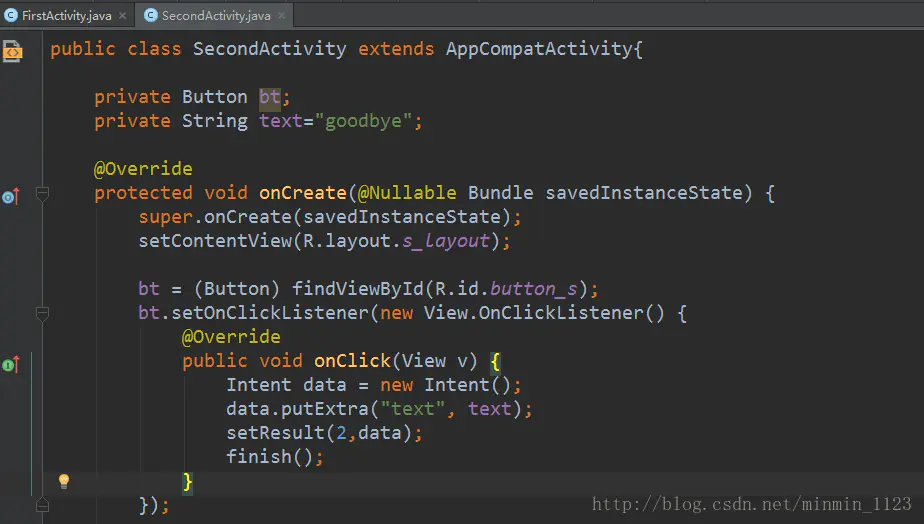 FirstActivity.java × SecondActivity.java ×
public class SecondActivity extends AppCompatActivity{
private Button bt;
private String text="goodbye";
@Override
protected void onCreate(@Nullable Bundle savedInstanceState) {
super.onCreate(savedInstanceState);
setContentView(R.layout.s_layout);
bt = (Button) findViewById(R.id.button_s);
bt.setOnClickListener(new View.OnClickListener() {
@Override
public void onClick(View v) {
Intent data = new Intent();
data.putExtra("text", text);
setResult(2,data);
finish();
}
});
http://blog.csdn.net/minmin_1123